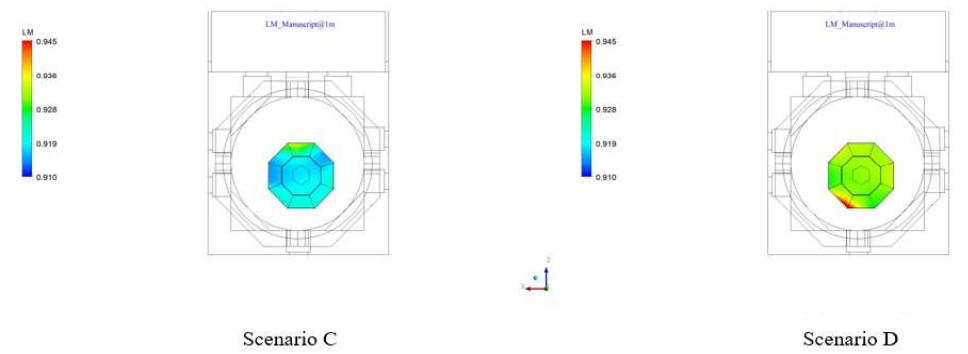 LM_Manuscript@1m
LM
0.945
0.936
0.928
0.919
0.910
LM_Manuscript@1m
LM
0.945
0.936
0.928
0.919
0.910
Z
X
Scenario C
Scenario D